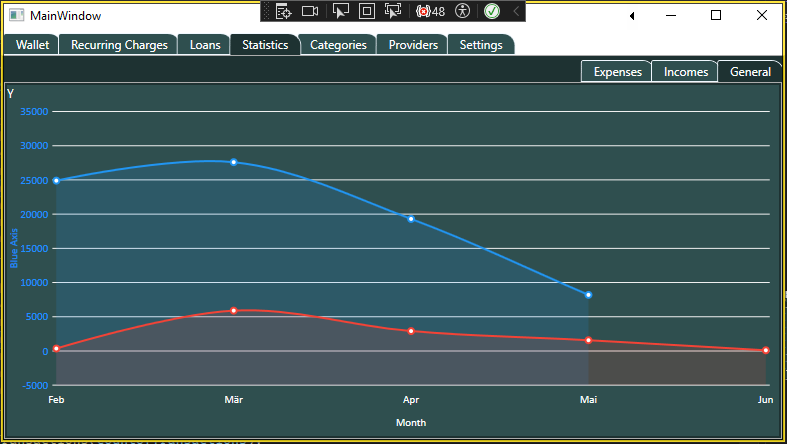 MainWindow
48
Wallet Recurring Charges Loans Statistics Categories Providers Settings
Expenses Incomes General
Y
35000
30000
25000
20000
15000
10000
5000
0
-5000
Blue Axis
Feb Mär Apr Mai Jun
Month